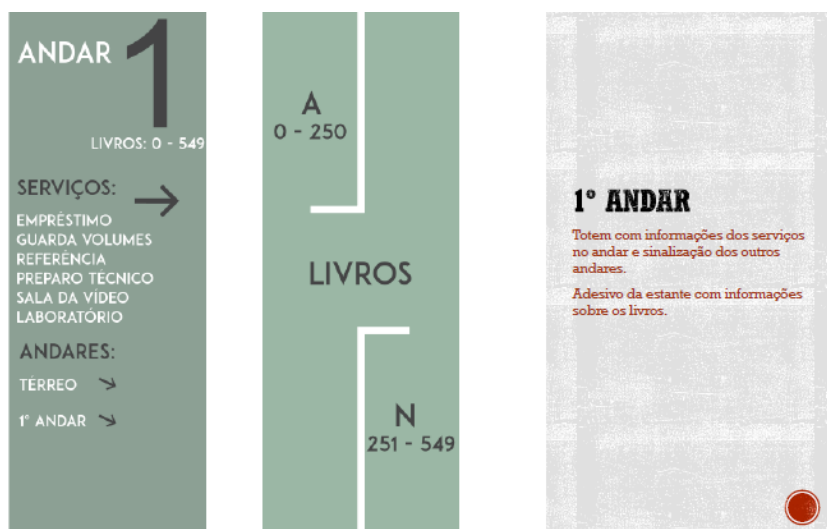 ANDAR 1
LIVROS: 0 - 549
SERVIÇOS:
EMPRÉSTIMO
GUARDA VOLUMES
REFERÊNCIA
PREPARO TÉCNICO
SALA DA VÍDEO
LABORATÓRIO
ANDARES:
TÉRREO
1º ANDAR
A
0 - 250
LIVROS
N
251 - 549
1º ANDAR
Totem com informações dos serviços
no andar e sinalização dos outros
andares.
Adesivo da estante com informações
sobre os livros.